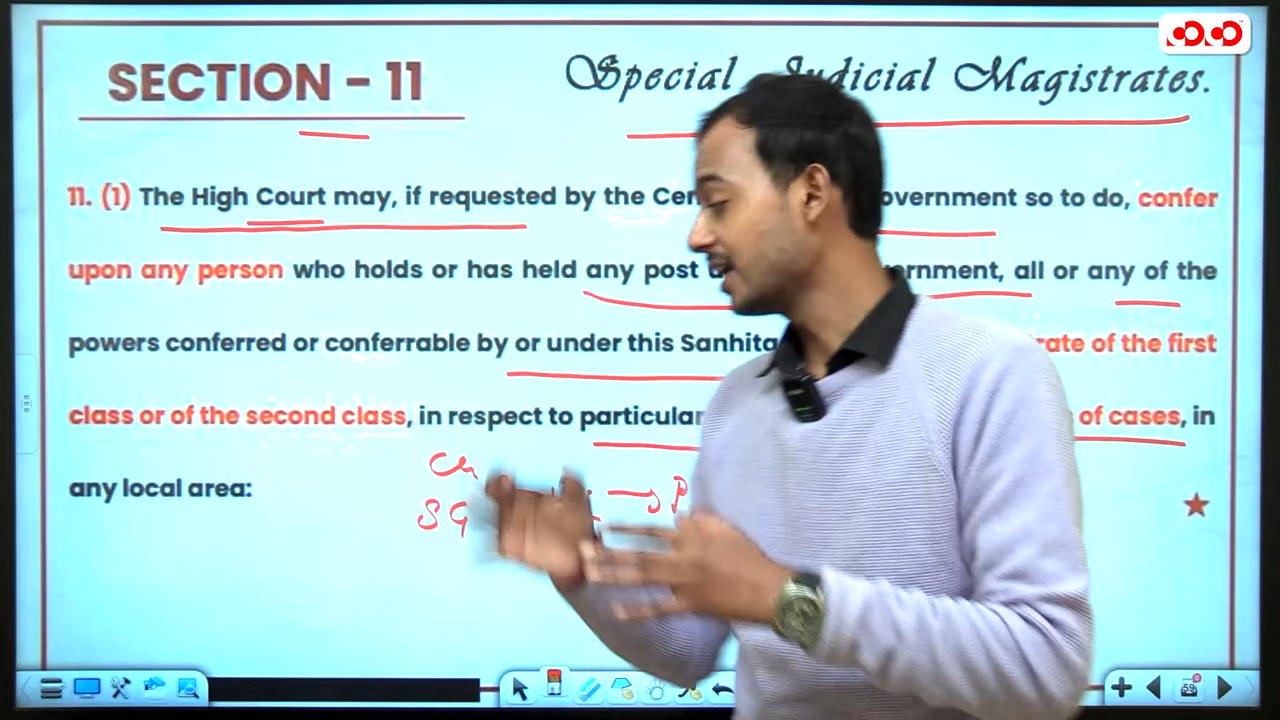 SECTION - 11
Special Judicial Magistrates.
11. (1) The High Court may, if requested by the Cen overnment so to do, confer
upon any person who holds or has held any post ernment, all or any of the
powers conferred or conferrable by or under this Sanhita rate of the first
class or of the second class, in respect to particular of cases, in
any local area:
SG
59